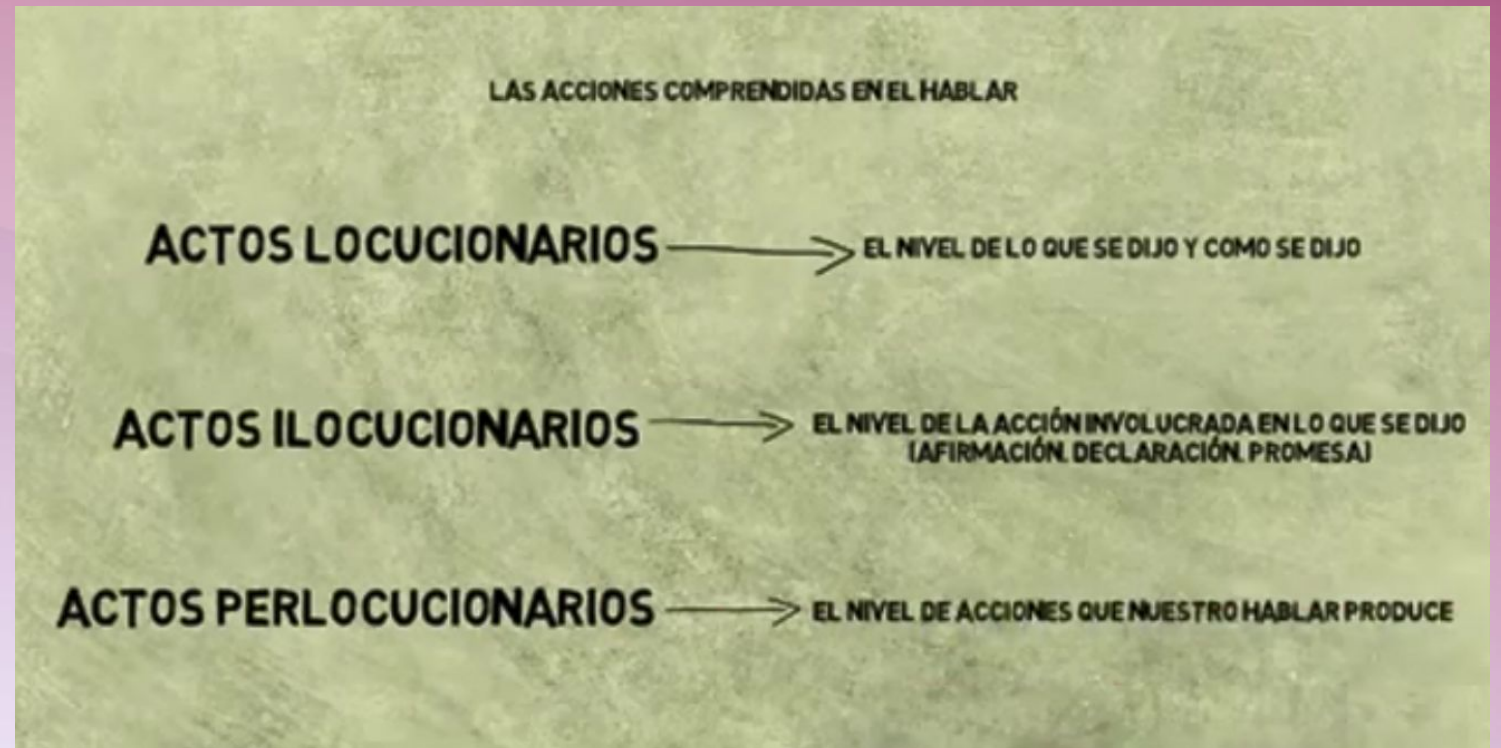 LAS ACCIONES COMPRENDIDAS EN EL HABLAR
ACTOS LOCUCIONARIOS EL NIVEL DE LO QUE SE DIJO Y COMO SE DIJO
ACTOS ILOCUCIONARIOS EL NIVEL DE LA ACCIÓN INVOLUCRADA EN LO QUE SE DIJO
(AFIRMACIÓN. DECLARACIÓN. PROMESA)
ACTOS PERLOCUCIONARIOS EL NIVEL DE ACCIONES QUE NUESTRO HABLAR PRODUCE